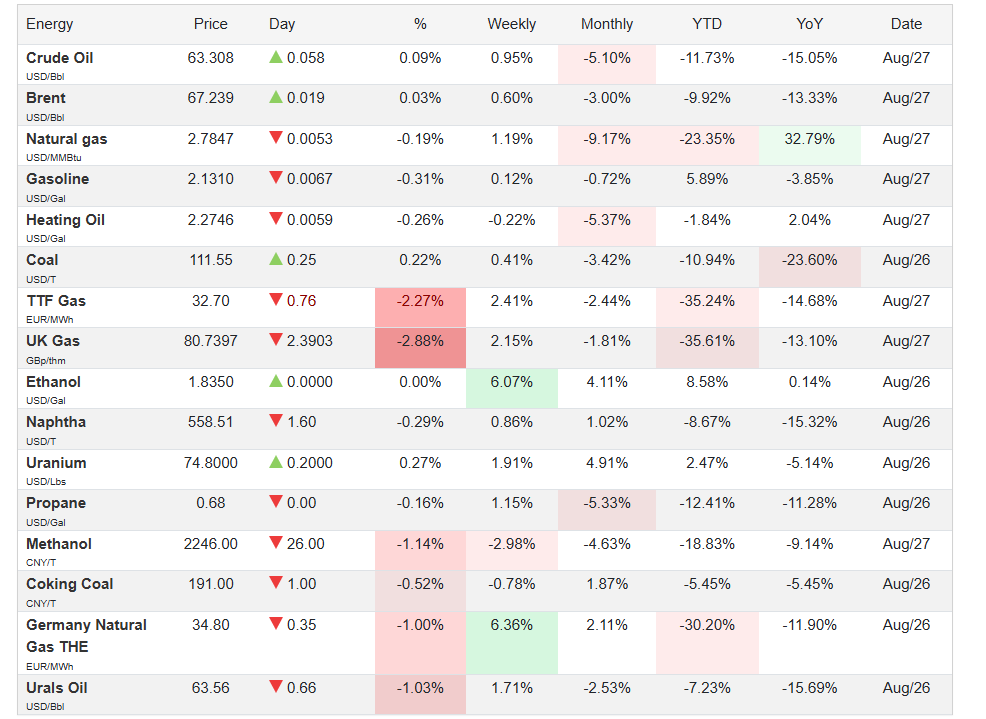 Energy Price Day % Weekly Monthly YTD YoY Date
Crude Oil 63.308 ▲ 0.058 0.09% 0.95% -5.10% -11.73% -15.05% Aug/27
USD/Bbl
Brent 67.239 ▲ 0.019 0.03% 0.60% -3.00% -9.92% -13.33% Aug/27
USD/Bbl
Natural gas 2.7847 ▼ 0.0053 -0.19% 1.19% -9.17% -23.35% 32.79% Aug/27
USD/MMBtu
Gasoline 2.1310 ▼ 0.0067 -0.31% 0.12% -0.72% 5.89% -3.85% Aug/27
USD/Gal
Heating Oil 2.2746 ▼ 0.0059 -0.26% -0.22% -5.37% -1.84% 2.04% Aug/27
USD/Gal
Coal 111.55 ▲ 0.25 0.22% 0.41% -3.42% -10.94% -23.60% Aug/26
USD/T
TTF Gas 32.70 ▼ 0.76 -2.27% 2.41% -2.44% -35.24% -14.68% Aug/27
EUR/MWh
UK Gas 80.7397 ▼ 2.3903 -2.88% 2.15% -1.81% -35.61% -13.10% Aug/27
GBp/thm
Ethanol 1.8350 ▲ 0.0000 0.00% 6.07% 4.11% 8.58% 0.14% Aug/26
USD/Gal
Naphtha 558.51 ▼ 1.60 -0.29% 0.86% 1.02% -8.67% -15.32% Aug/26
USD/T
Uranium 74.8000 ▲ 0.2000 0.27% 1.91% 4.91% 2.47% -5.14% Aug/26
USD/Lbs
Propane 0.68 ▼ 0.00 -0.16% 1.15% -5.33% -12.41% -11.28% Aug/26
USD/Gal
Methanol 2246.00 ▼ 26.00 -1.14% -2.98% -4.63% -18.83% -9.14% Aug/27
CNY/T
Coking Coal 191.00 ▼ 1.00 -0.52% -0.78% 1.87% -5.45% -5.45% Aug/26
CNY/T
Germany Natural 34.80 ▼ 0.35 -1.00% 6.36% 2.11% -30.20% -11.90% Aug/26
Gas THE
EUR/MWh
Urals Oil 63.56 ▼ 0.66 -1.03% 1.71% -2.53% -7.23% -15.69% Aug/26
USD/Bbl